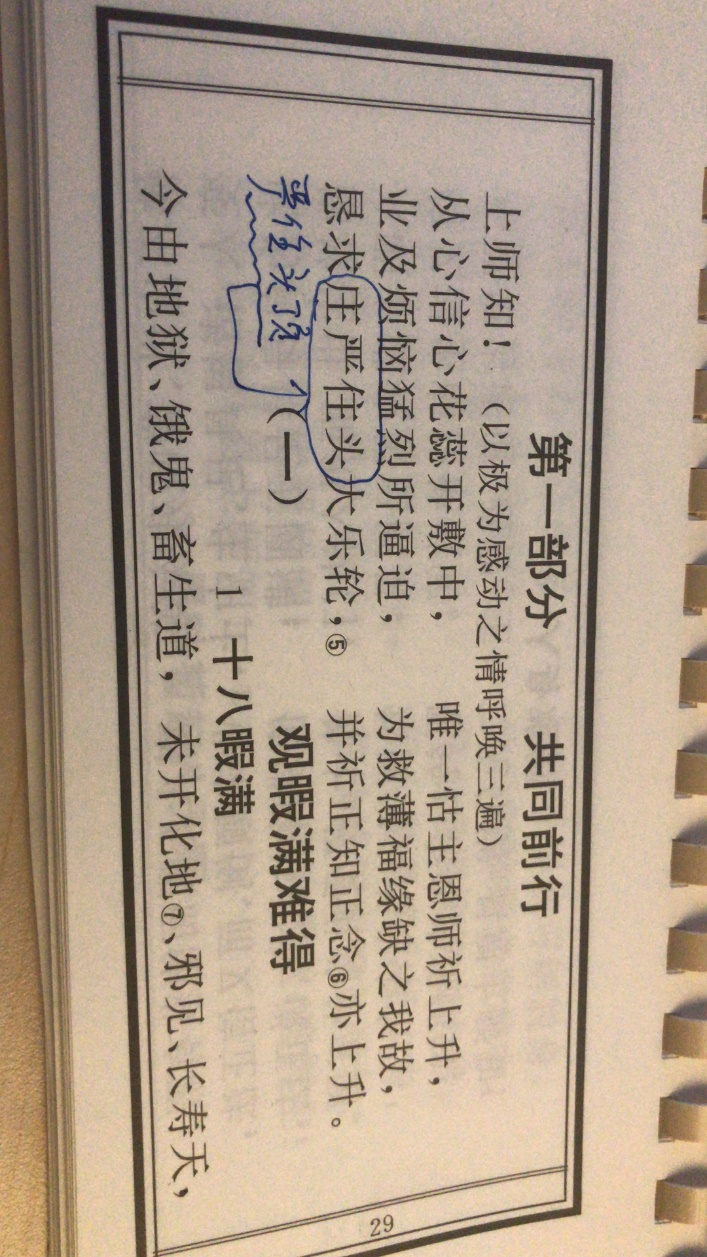 第一部分 共同前行
上师知！（以极为感动之情呼唤三遍）
从心信心花蕊开敷中， 唯一怙主恩师祈上升，
业及烦恼猛烈所逼迫， 为救薄福缘缺之我故，
恳求庄严住头大乐轮，⑤ 并祈正知正念⑥亦上升。
严住头顶
（一） 观暇满难得
1 十八暇满
今由地狱、饿鬼、畜生道， 未开化地⑦、邪见、长寿天，
29